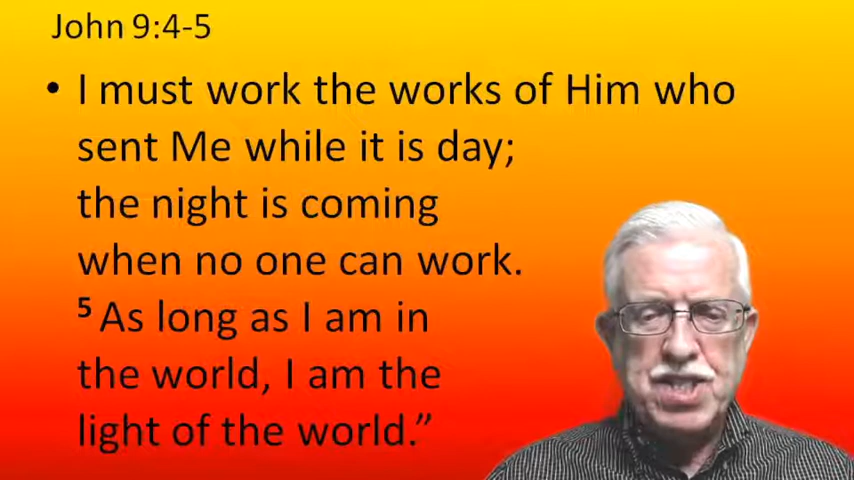 John 9:4-5
• I must work the works of Him who
sent Me while it is day;
the night is coming
when no one can work.
⁵ As long as I am in
the world, I am the
light of the world.”